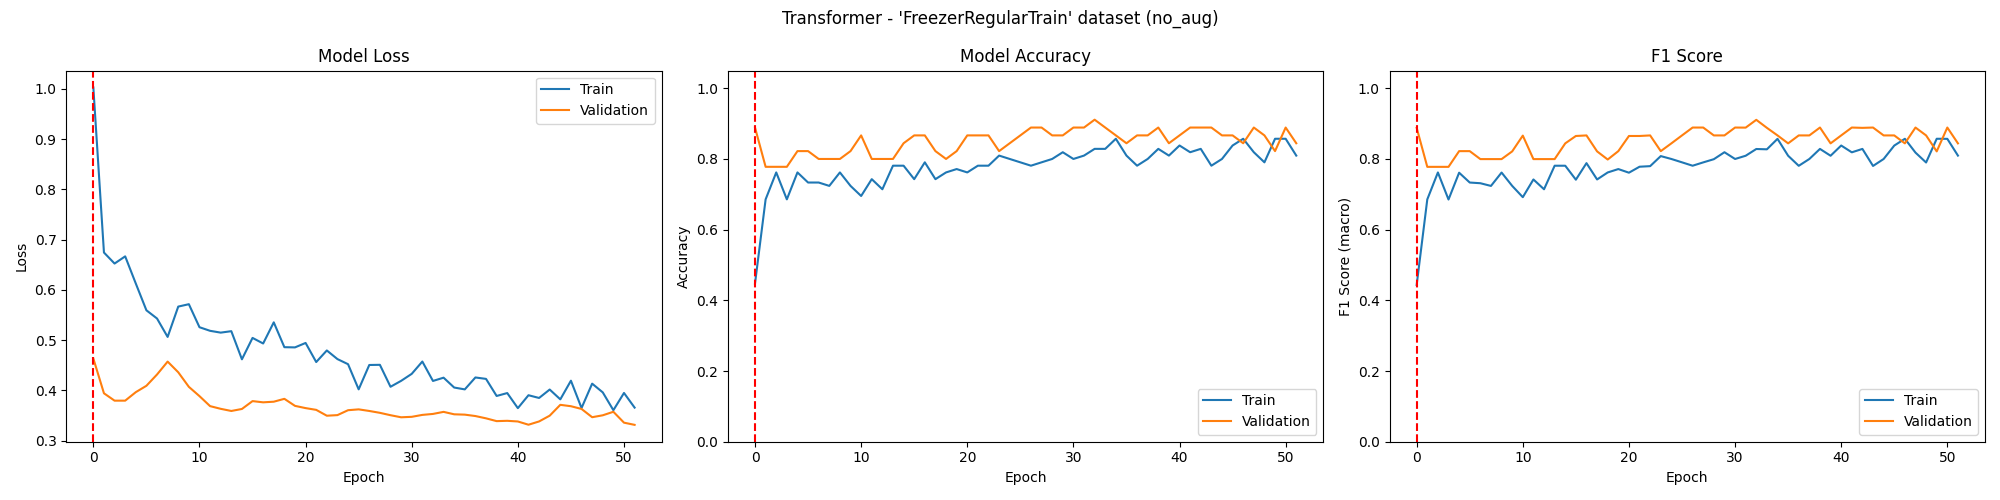 Transformer - 'FreezerRegularTrain' dataset (no_aug)
Model Loss
1.0
0.9
0.8
0.7
0.6
0.5
0.4
0.3
Loss
0
10
20
30
40
50
Epoch
Train
Validation
Model Accuracy
1.0
0.8
0.6
0.4
0.2
0.0
Accuracy
0
10
20
30
40
50
Epoch
Train
Validation
F1 Score
1.0
0.8
0.6
0.4
0.2
0.0
F1 Score (macro)
0
10
20
30
40
50
Epoch
Train
Validation